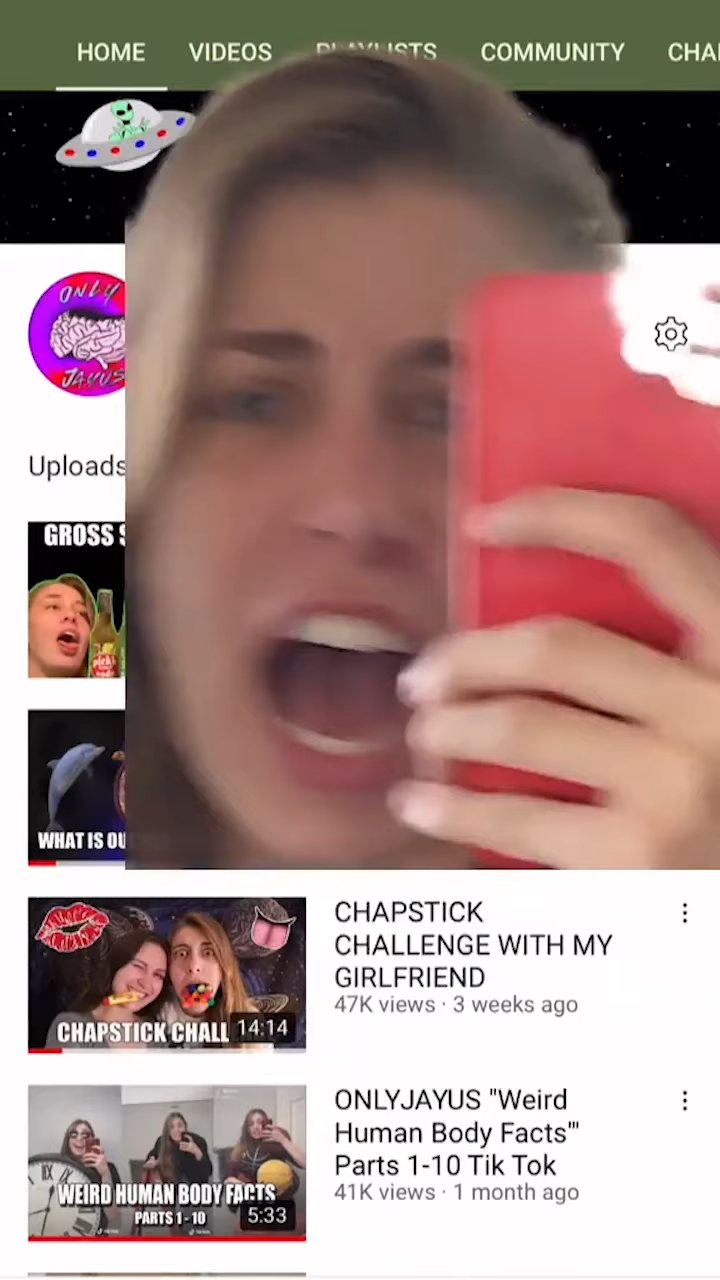 HOME VIDEOS PLAYLISTS COMMUNITY CHA
ONLY
JAYUS
Uploads
GROSS S
WHAT IS OU
CHAPSTICK CHALL 14:14
CHAPSTICK
CHALLENGE WITH MY
GIRLFRIEND
47K views · 3 weeks ago
WEIRD HUMAN BODY FACTS
PARTS 1-10
5:33
ONLYJAYUS "Weird
Human Body Facts"'
Parts 1-10 Tik Tok
41K views · 1 month ago